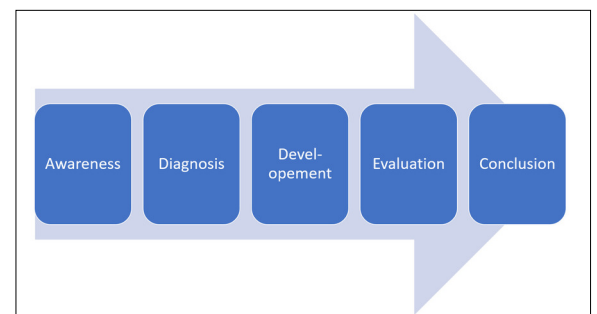 Awareness
Diagnosis
Devel-
opement
Evaluation
Conclusion